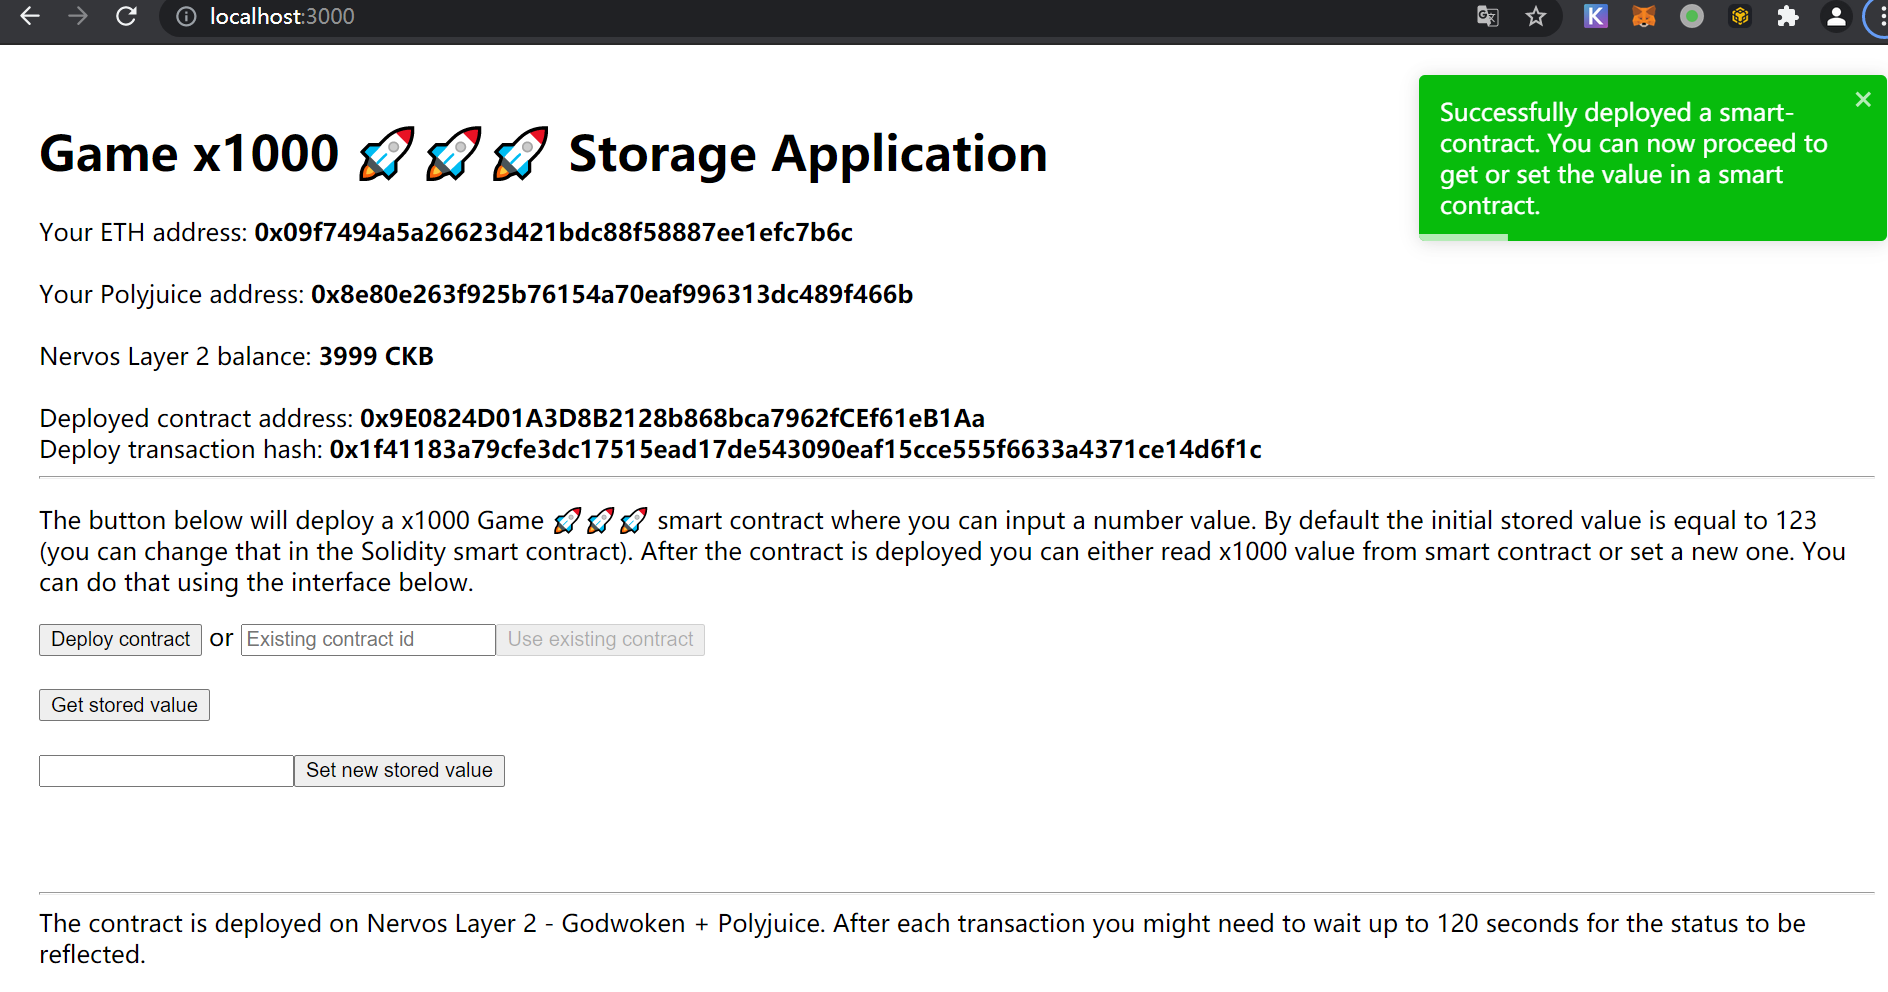 localhost:3000
Successfully deployed a smart-
contract. You can now proceed to
get or set the value in a smart
contract.
Game x1000 🚀🚀🚀 Storage Application
Your ETH address: 0x09f7494a5a26623d421bdc88f58887ee1efc7b6c
Your Polyjuice address: 0x8e80e263f925b76154a70eaf996313dc489f466b
Nervos Layer 2 balance: 3999 CKB
Deployed contract address: 0x9E0824D01A3D8B2128b868bca7962fCEf61eB1Aa
Deploy transaction hash: 0x1f41183a79cfe3dc17515ead17de543090eaf15cce555f6633a4371ce14d6f1c
The button below will deploy a x1000 Game 🚀🚀🚀 smart contract where you can input a number value. By default the initial stored value is equal to 123
(you can change that in the Solidity smart contract). After the contract is deployed you can either read x1000 value from smart contract or set a new one. You
can do that using the interface below.
Deploy contract or Existing contract id Use existing contract
Get stored value
Set new stored value
The contract is deployed on Nervos Layer 2 - Godwoken + Polyjuice. After each transaction you might need to wait up to 120 seconds for the status to be
reflected.